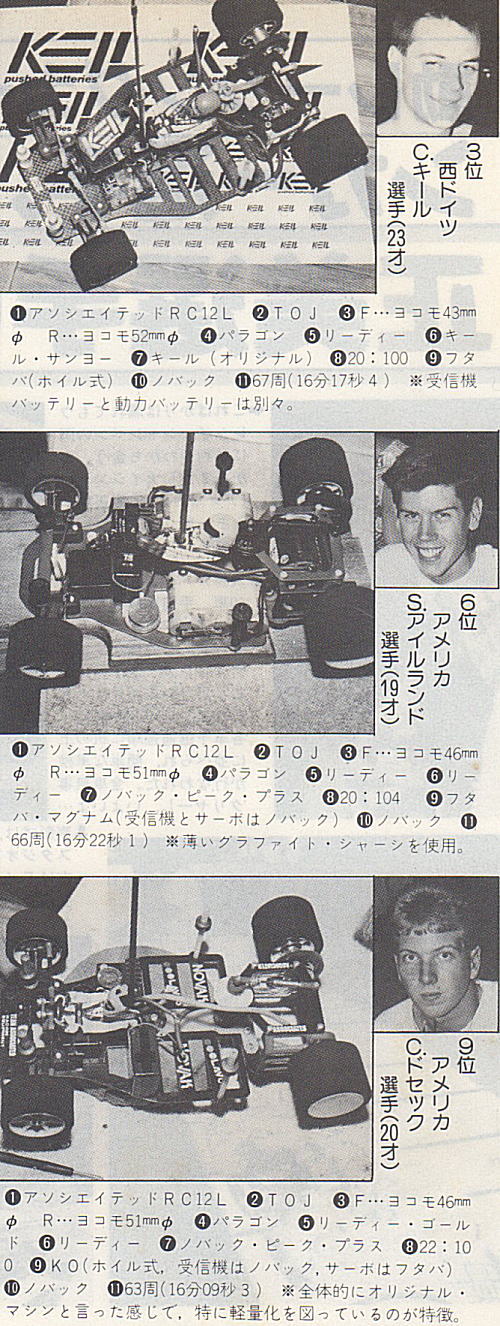 KEIL
pushed batteries
3位
西ドイツ
C.キール
選手(23才)
❶アソシエイテッドRC12L ❷TOJ ❸F…ヨコモ43mm
φ R…ヨコモ52mmφ ❹パラゴン ❺リーディー ❻キー
ル・サンヨー ❼キール(オリジナル) ❽20:100 ❾フタ
バ(ホイル式) ❿ノバック ⓫67周(16分17秒4) ※受信機
バッテリーと動力バッテリーは別々。
6位
アメリカ
S.アイルランド
選手(19才)
❶アソシエイテッドRC12L ❷TOJ ❸F…ヨコモ46mm
φ R…ヨコモ51mmφ ❹パラゴン ❺リーディー ❻リー
ディー ❼ノバック・ピーク・プラス ❽20:104 ❾フタ
バ・マグナム(受信機とサーボはノバック) ❿ノバック ⓫
66周(16分22秒1) ※薄いグラファイト・シャーシを使用。
NOVAK
9位
アメリカ
C.ドセック
選手(20才)
❶アソシエイテッドRC12L ❷TOJ ❸F…ヨコモ46mm
φ R…ヨコモ51mmφ ❹パラゴン ❺リーディー・ゴール
ド ❻リーディー ❼ノバック・ピーク・プラス ❽22:10
0 ❾KO(ホイル式,受信機はノバック,サーボはフタバ)
❿ノバック ⓫63周(16分09秒3) ※全体的にオリジナル・
マシンと言った感じで,特に軽量化を図っているのが特徴。